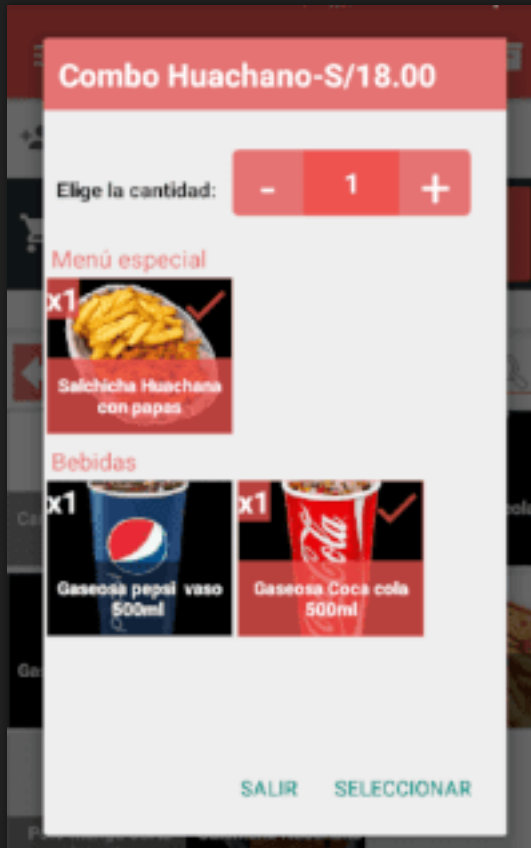 Combo Huachano-S/18.00
Elige la cantidad:
- 1 +
Menú especial
x1
Salchicha Huachana
con papas
Bebidas
x1
Gaseosa pepsi vaso
500ml
x1
Cola
Gaseosa Coca cola
500ml
SALIR SELECCIONAR